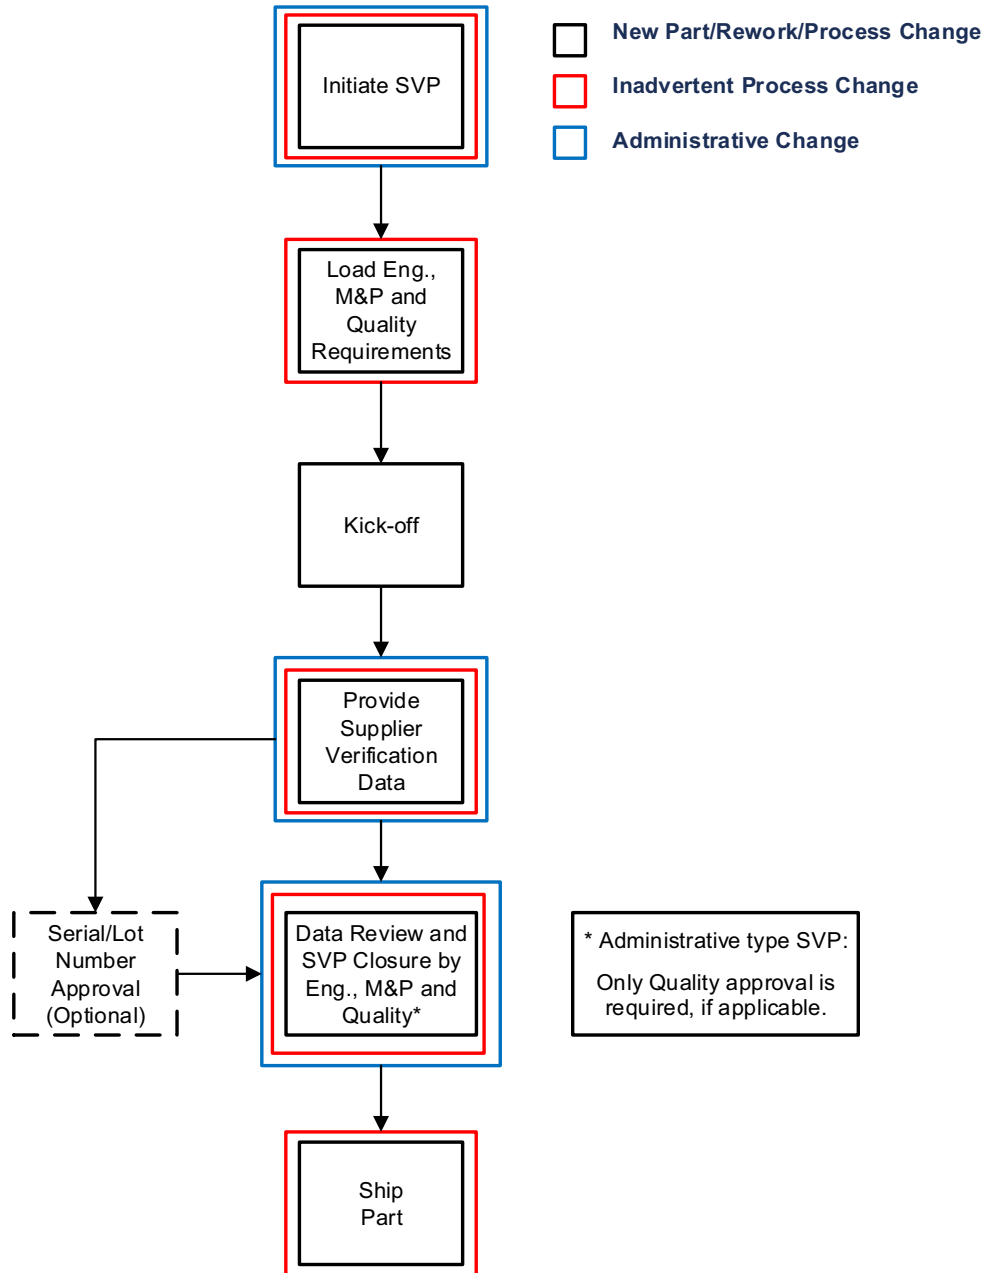 Initiate SVP
New Part/Rework/Process Change
Inadvertent Process Change
Administrative Change
Load Eng.,
M&P and
Quality
Requirements
Kick-off
Provide
Supplier
Verification
Data
Serial/Lot
Number
Approval
(Optional)
Data Review and
SVP Closure by
Eng., M&P and
Quality*
* Administrative type SVP:
Only Quality approval is
required, if applicable.
Ship
Part